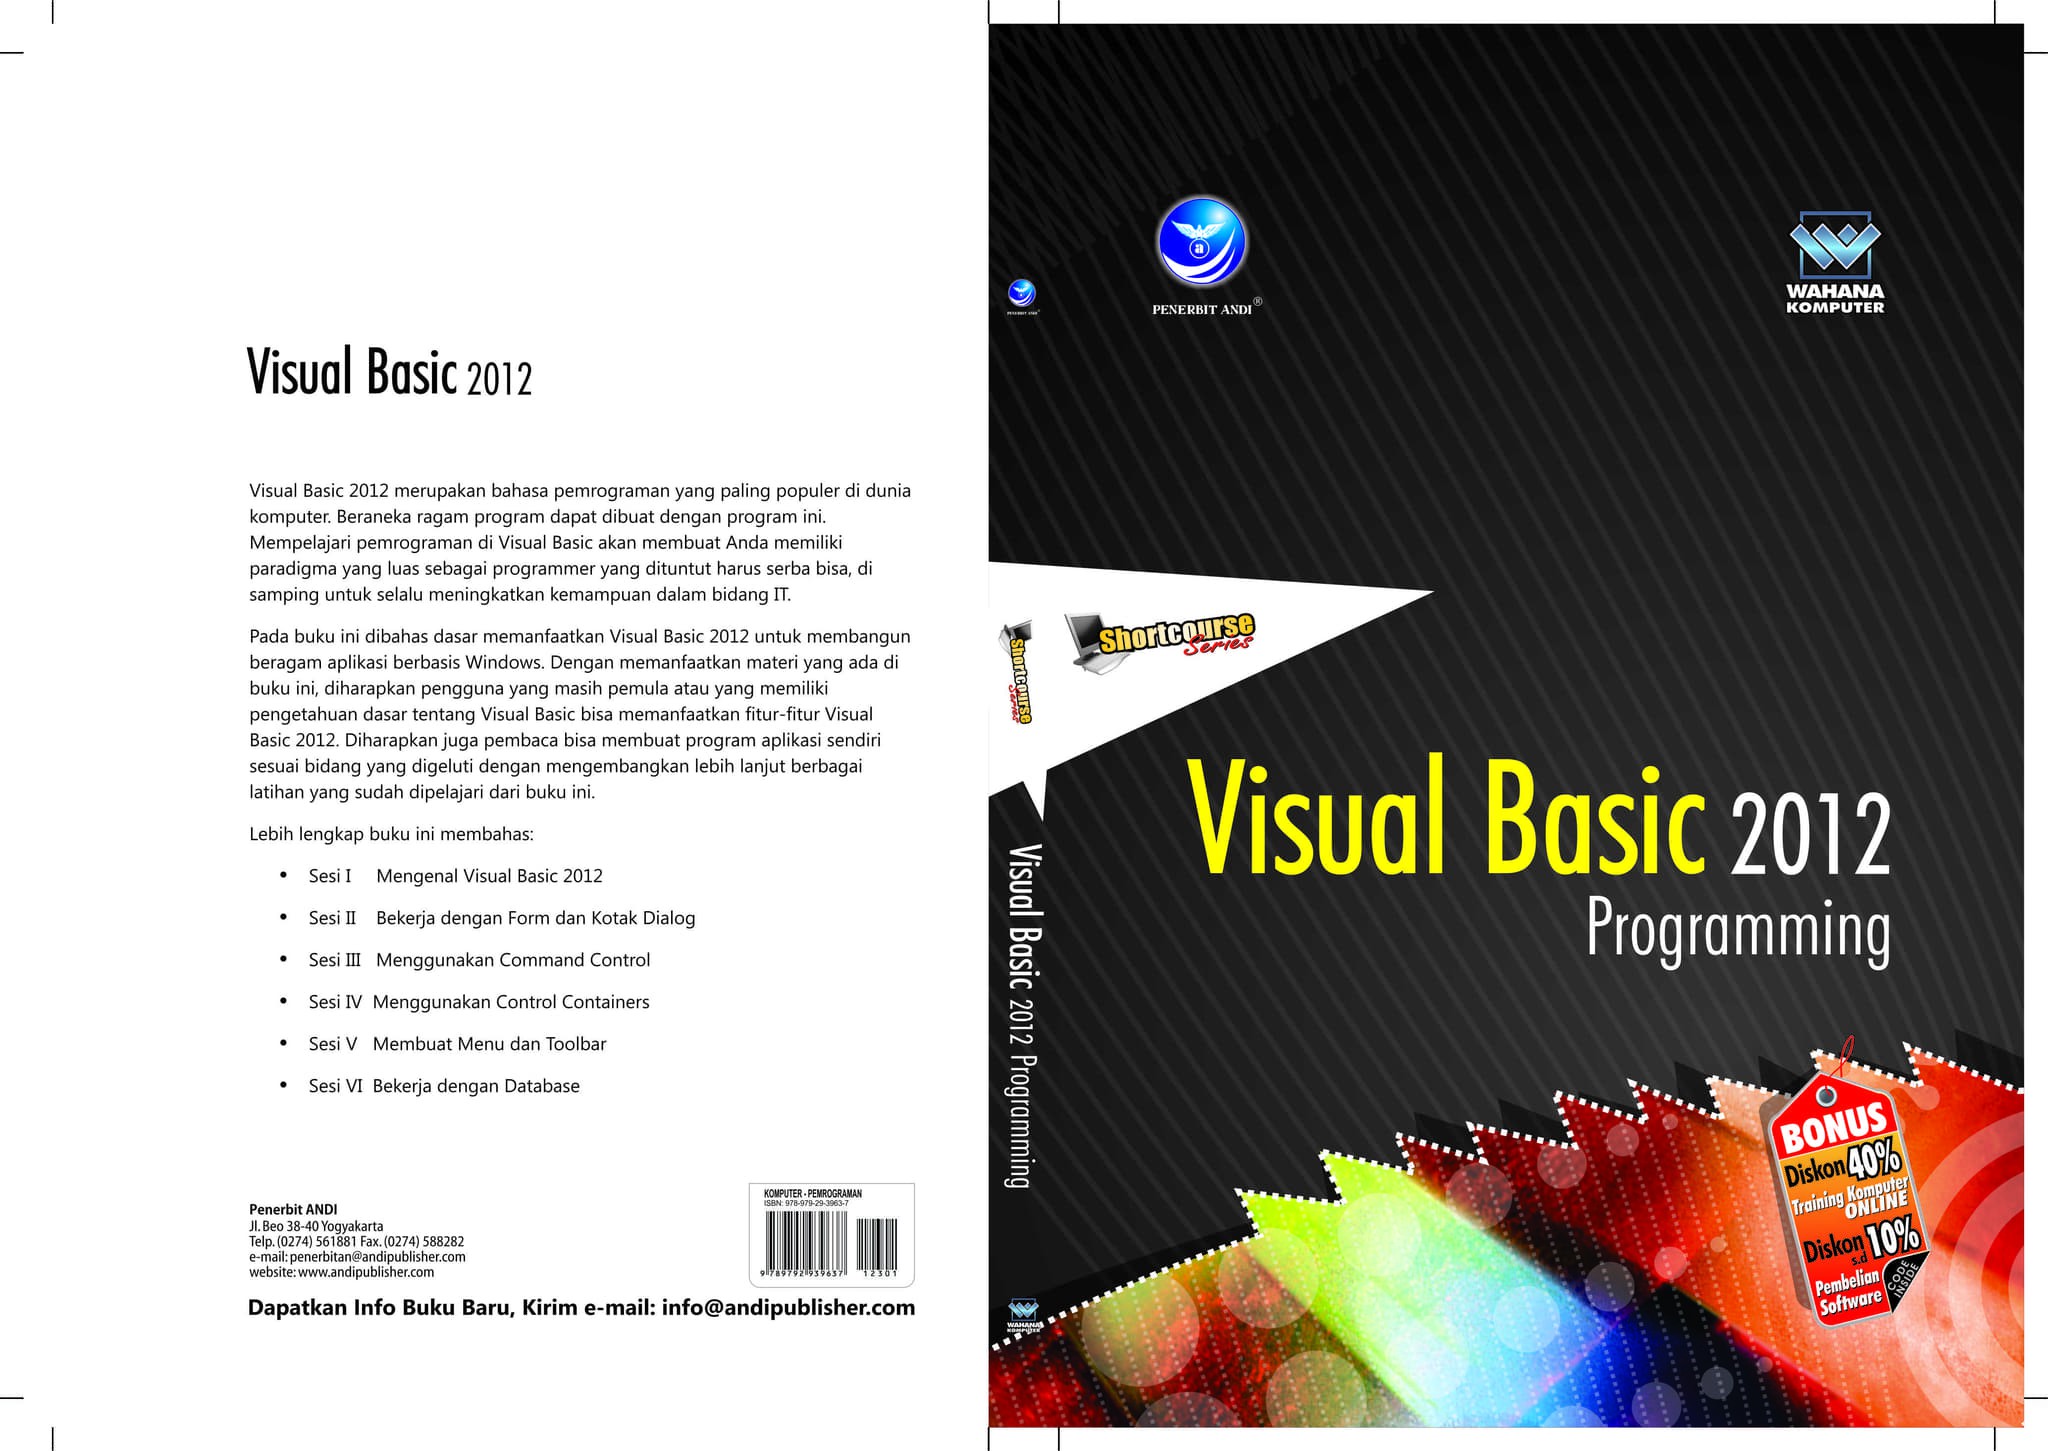 Visual Basic 2012
Visual Basic 2012 merupakan bahasa pemrograman yang paling populer di dunia
komputer. Beraneka ragam program dapat dibuat dengan program ini.
Mempelajari pemrograman di Visual Basic akan membuat Anda memiliki
paradigma yang luas sebagai programmer yang dituntut harus serba bisa, di
samping untuk selalu meningkatkan kemampuan dalam bidang IT.
Pada buku ini dibahas dasar memanfaatkan Visual Basic 2012 untuk membangun
beragam aplikasi berbasis Windows. Dengan memanfaatkan materi yang ada di
buku ini, diharapkan pengguna yang masih pemula atau yang memiliki
pengetahuan dasar tentang Visual Basic bisa memanfaatkan fitur-fitur Visual
Basic 2012. Diharapkan juga pembaca bisa membuat program aplikasi sendiri
sesuai bidang yang digeluti dengan mengembangkan lebih lanjut berbagai
latihan yang sudah dipelajari dari buku ini.
Lebih lengkap buku ini membahas:
• Sesi I Mengenal Visual Basic 2012
• Sesi II Bekerja dengan Form dan Kotak Dialog
• Sesi III Menggunakan Command Control
• Sesi IV Menggunakan Control Containers
• Sesi V Membuat Menu dan Toolbar
• Sesi VI Bekerja dengan Database
Penerbit ANDI
Jl. Beo 38-40 Yogyakarta
Telp. (0274) 561881 Fax. (0274) 588282
e-mail: penerbitan@andipublisher.com
website: www.andipublisher.com
KOMPUTER - PEMROGRAMAN
ISBN: 978-979-29-3963-7
9 789792 939637
12301
Dapatkan Info Buku Baru, Kirim e-mail: info@andipublisher.com
PENERBIT ANDI®
Shortcourse
Series
Visual Basic 2012 Programming
WAHANA
KOMPUTER
a
PENERBIT ANDI®
WAHANA
KOMPUTER
Shortcourse
Series
Visual Basic 2012
Programming
BONUS
Diskon 40%
Training Komputer
ONLINE
Diskon 10%
s.d
Pembelian
Software
CODE
INSIDE